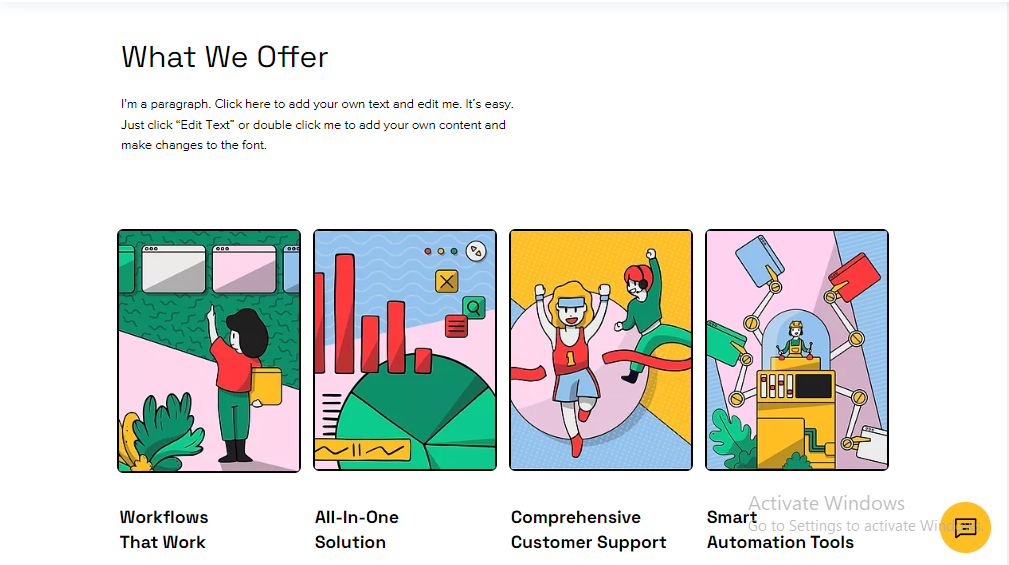 What We Offer
I'm a paragraph. Click here to add your own text and edit me. It's easy.
Just click “Edit Text” or double click me to add your own content and
make changes to the font.
1
Workflows
That Work
All-In-One
Solution
Comprehensive
Customer Support
Smart
Automation Tools
Activate Windows
Go to Settings to activate Windows.